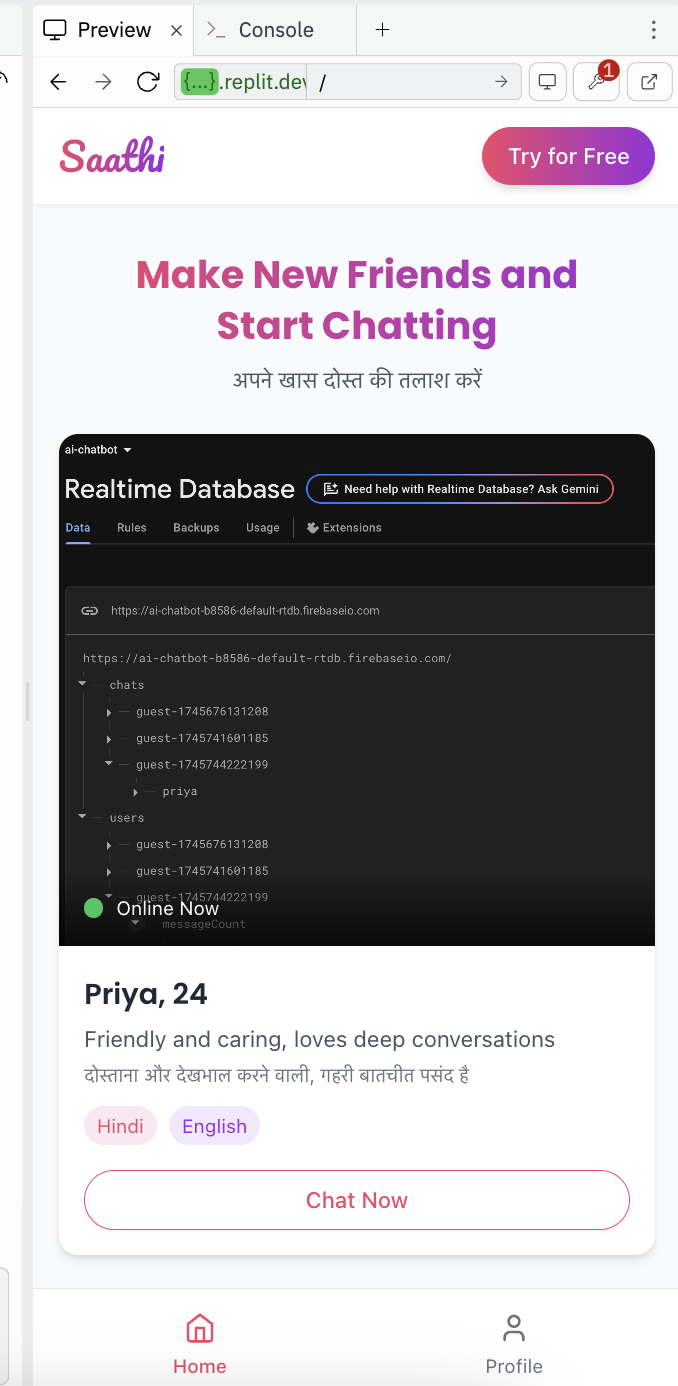 Preview
Console
{...}.replit.dev
/
1
Saathi
Try for Free
Make New Friends and
Start Chatting
अपने खास दोस्त की तलाश करें
ai-chatbot
Realtime Database
Need help with Realtime Database? Ask Gemini
Data Rules Backups Usage Extensions
https://ai-chatbot-b8586-default-rtdb.firebaseio.com
https://ai-chatbot-b8586-default-rtdb.firebaseio.com/
chats
guest-1745676131208
guest-1745741601185
guest-1745744222199
priya
users
guest-1745676131208
guest-1745741601185
guest-1745744222199
Online Now
messageCount
Priya, 24
Friendly and caring, loves deep conversations
दोस्ताना और देखभाल करने वाली, गहरी बातचीत पसंद है
Hindi English
Chat Now
Home Profile